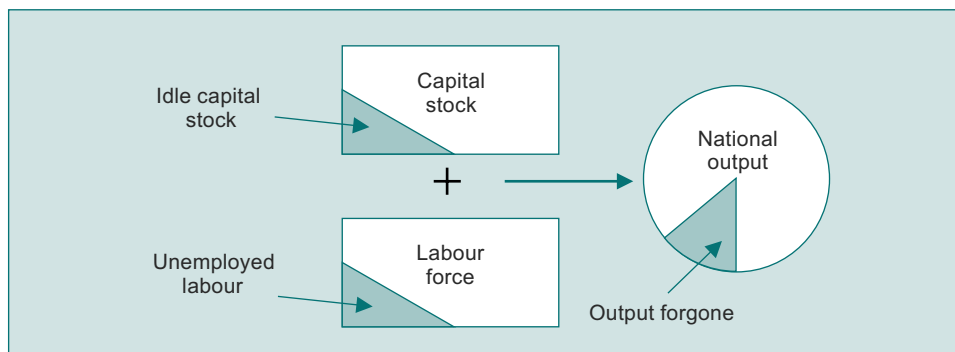 Idle capital
stock
Capital
stock
+
National
output
Unemployed
labour
Labour
force
Output forgone